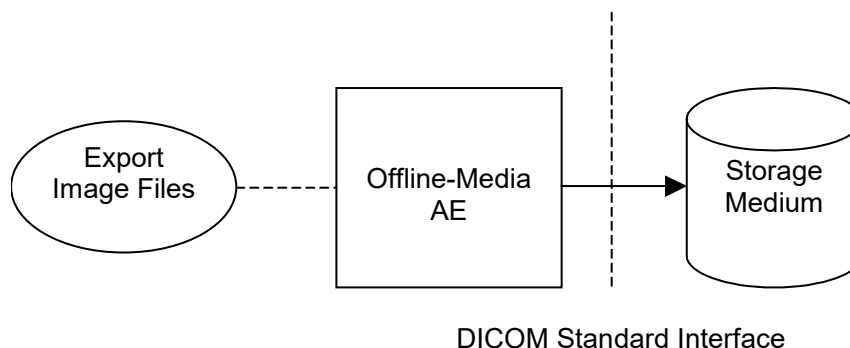 Export
Image Files
Offline-Media
AE
Storage
Medium
DICOM Standard Interface